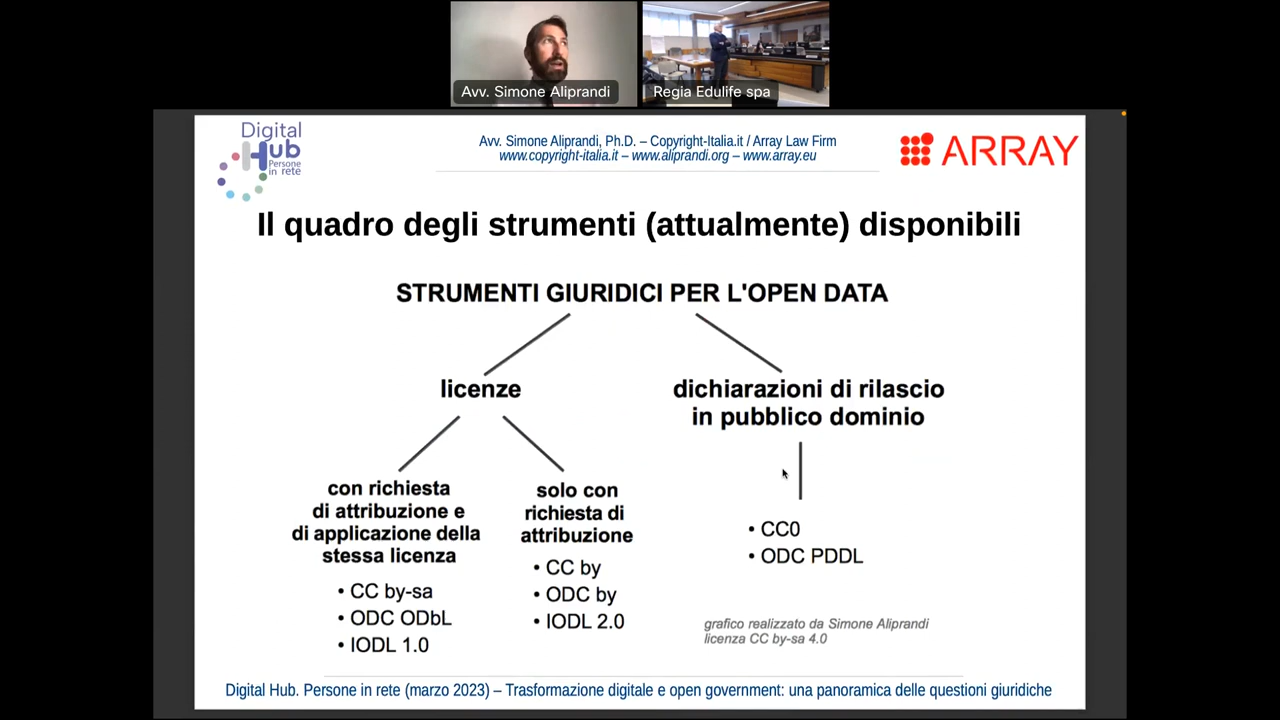 Avv. Simone Aliprandi
Regia Edulife spa
Digital
Hub
Persone
in rete
Avv. Simone Aliprandi, Ph.D. – Copyright-Italia.it / Array Law Firm
www.copyright-italia.it – www.aliprandi.org – www.array.eu
ARRAY
Il quadro degli strumenti (attualmente) disponibili
STRUMENTI GIURIDICI PER L'OPEN DATA
licenze
dichiarazioni di rilascio
in pubblico dominio
con richiesta
di attribuzione e
di applicazione della
stessa licenza
• CC by-sa
• ODC ODbL
• IODL 1.0
solo con
richiesta di
attribuzione
• CC by
• ODC by
• IODL 2.0
• CC0
• ODC PDDL
grafico realizzato da Simone Aliprandi
licenza CC by-sa 4.0
Digital Hub. Persone in rete (marzo 2023) – Trasformazione digitale e open government: una panoramica delle questioni giuridiche